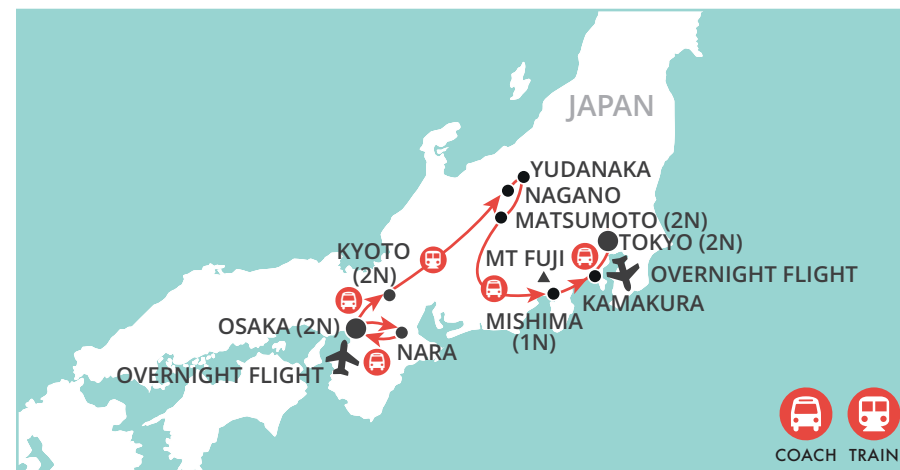 JAPAN
YUDANAKA
NAGANO
MATSUMOTO (2N)
TOKYO (2N)
KYOTO
(2N)
MT FUJI
OVERNIGHT FLIGHT
KAMAKURA
MISHIMA
(1N)
OSAKA (2N)
NARA
OVERNIGHT FLIGHT
COACH TRAIN